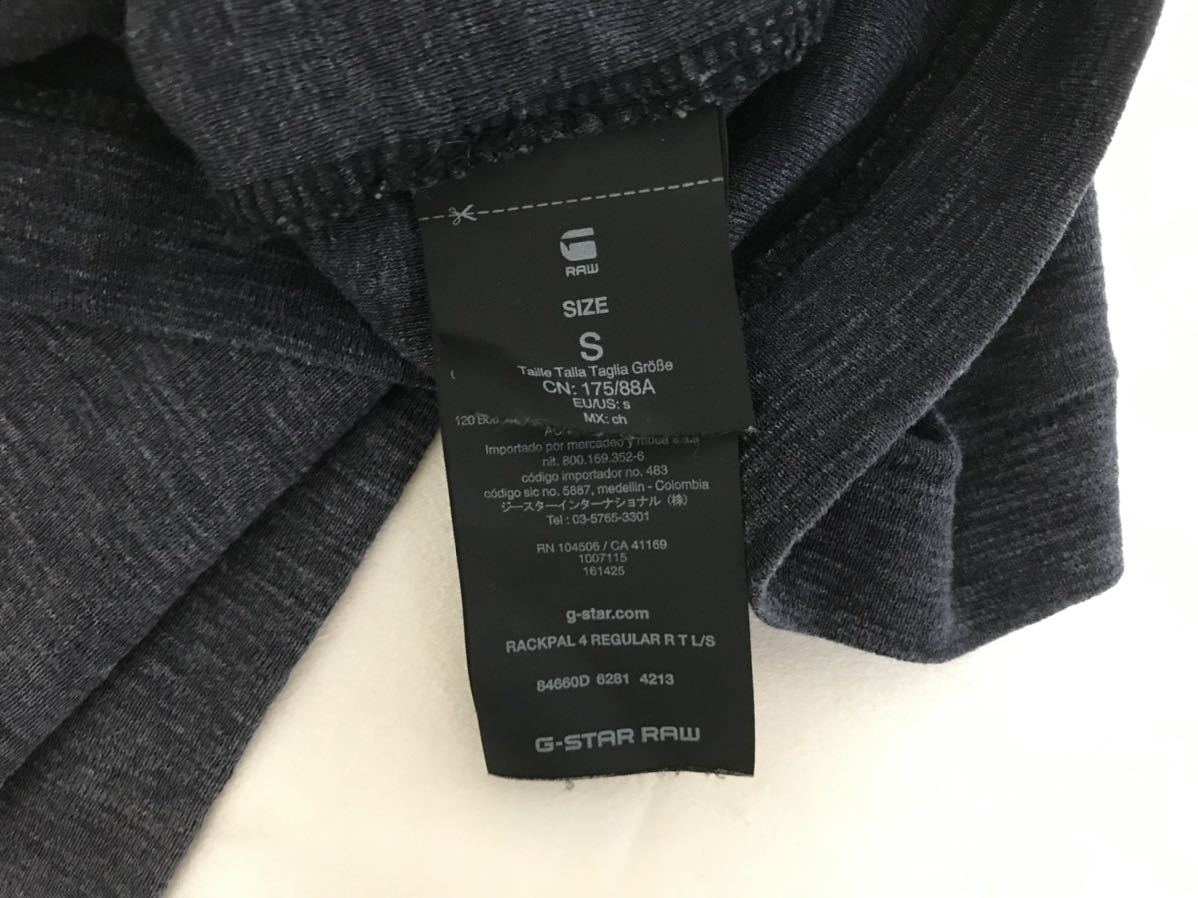 RAW
SIZE
S
Taille Talla Taglia Größe
CN: 175/88A
EU/US: s
MX: ch
120
Importado por mercadeo y moda
nit. 800.169.352-6
código importador no. 483
código sic no. 5887, medellin - Colombia
ジースターインターナショナル (株)
Tel : 03-5765-3301
RN 104506 / CA 41169
1007115
161425
g-star.com
RACKPAL 4 REGULAR R T L/S
84660D 6281 4213
G-STAR RAW